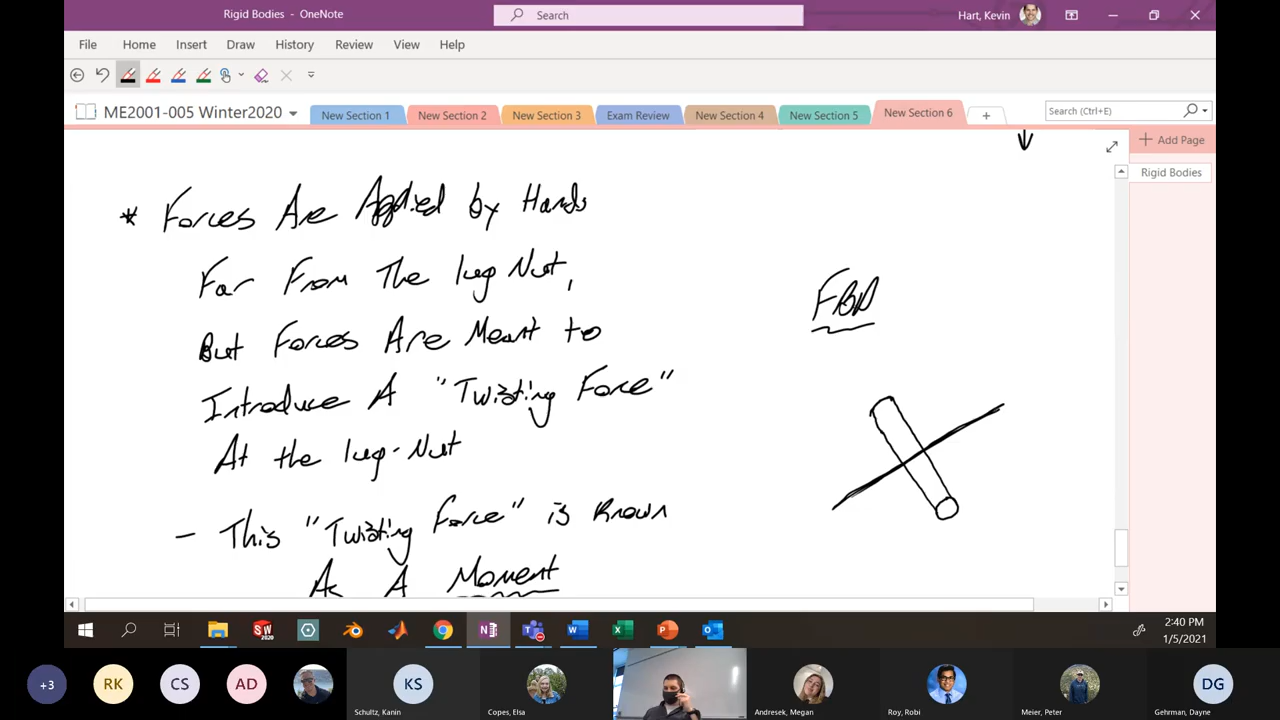 Rigid Bodies - OneNote
Search
Hart, Kevin
File Home Insert Draw History Review View Help
ME2001-005 Winter2020
New Section 1
New Section 2
New Section 3
Exam Review
New Section 4
New Section 5
New Section 6
Search (Ctrl+E)
Add Page
Rigid Bodies
* Forces Are Applied by Hands
Far From The lug Nut,
But Forces Are Meant to
Introduce A "Twisting Force"
At the lug-Nut
- This "Twisting Force" is Known
As A Moment
FBD
SW
2020
2:40 PM
1/5/2021
+3
RK
CS
AD
KS
DG
Schultz, Kanin
Copes, Elsa
Andresek, Megan
Roy, Robi
Meier, Peter
Gehrman, Dayne